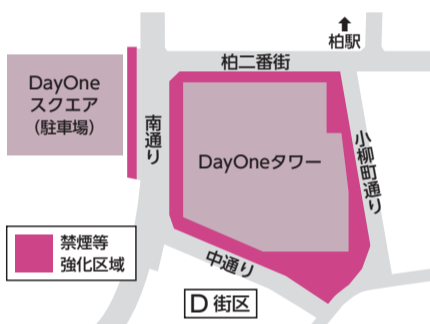 柏駅
柏二番街
DayOne
スクエア
（駐車場）
南通り
DayOneタワー
小柳町通り
禁煙等
強化区域
中通り
D 街区